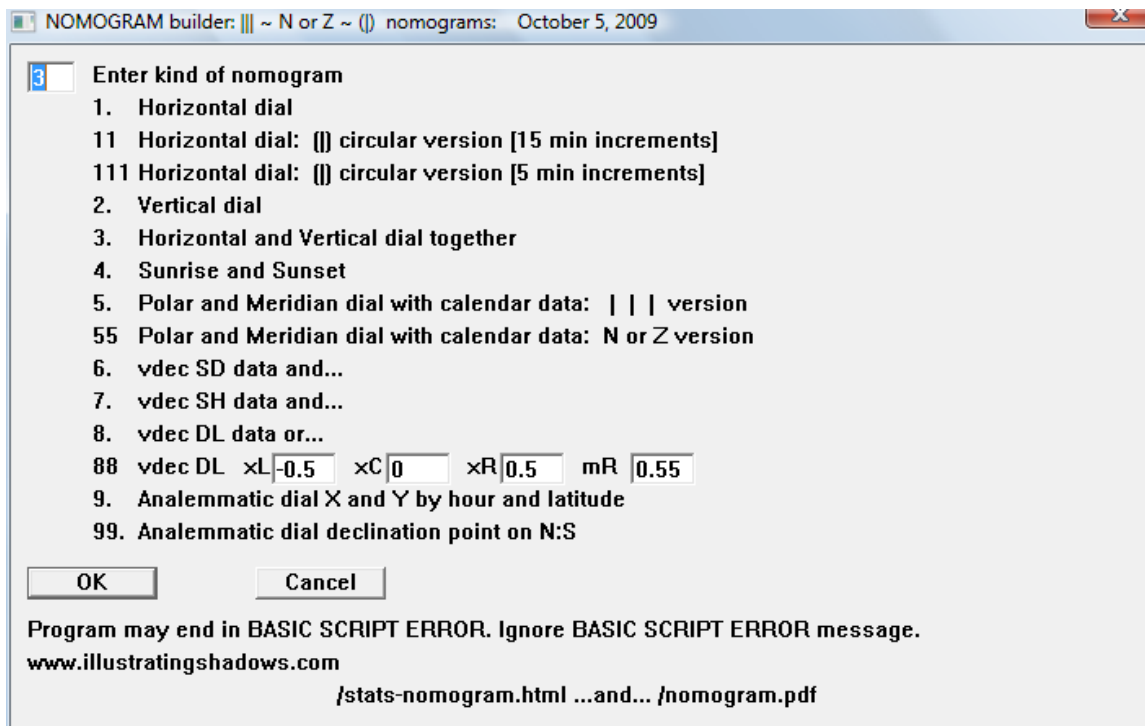 NOMOGRAM builder: ||| ~ N or Z ~ (|) nomograms: October 5, 2009
3 Enter kind of nomogram
1. Horizontal dial
11 Horizontal dial: (|) circular version [15 min increments]
111 Horizontal dial: (|) circular version [5 min increments]
2. Vertical dial
3. Horizontal and Vertical dial together
4. Sunrise and Sunset
5. Polar and Meridian dial with calendar data: | | | version
55 Polar and Meridian dial with calendar data: N or Z version
6. vdec SD data and...
7. vdec SH data and...
8. vdec DL data or...
88 vdec DL xL -0.5 xC 0 xR 0.5 mR 0.55
9. Analemmatic dial X and Y by hour and latitude
99. Analemmatic dial declination point on N:S
OK Cancel
Program may end in BASIC SCRIPT ERROR. Ignore BASIC SCRIPT ERROR message.
www.illustratingshadows.com
/stats-nomogram.html ...and... /nomogram.pdf